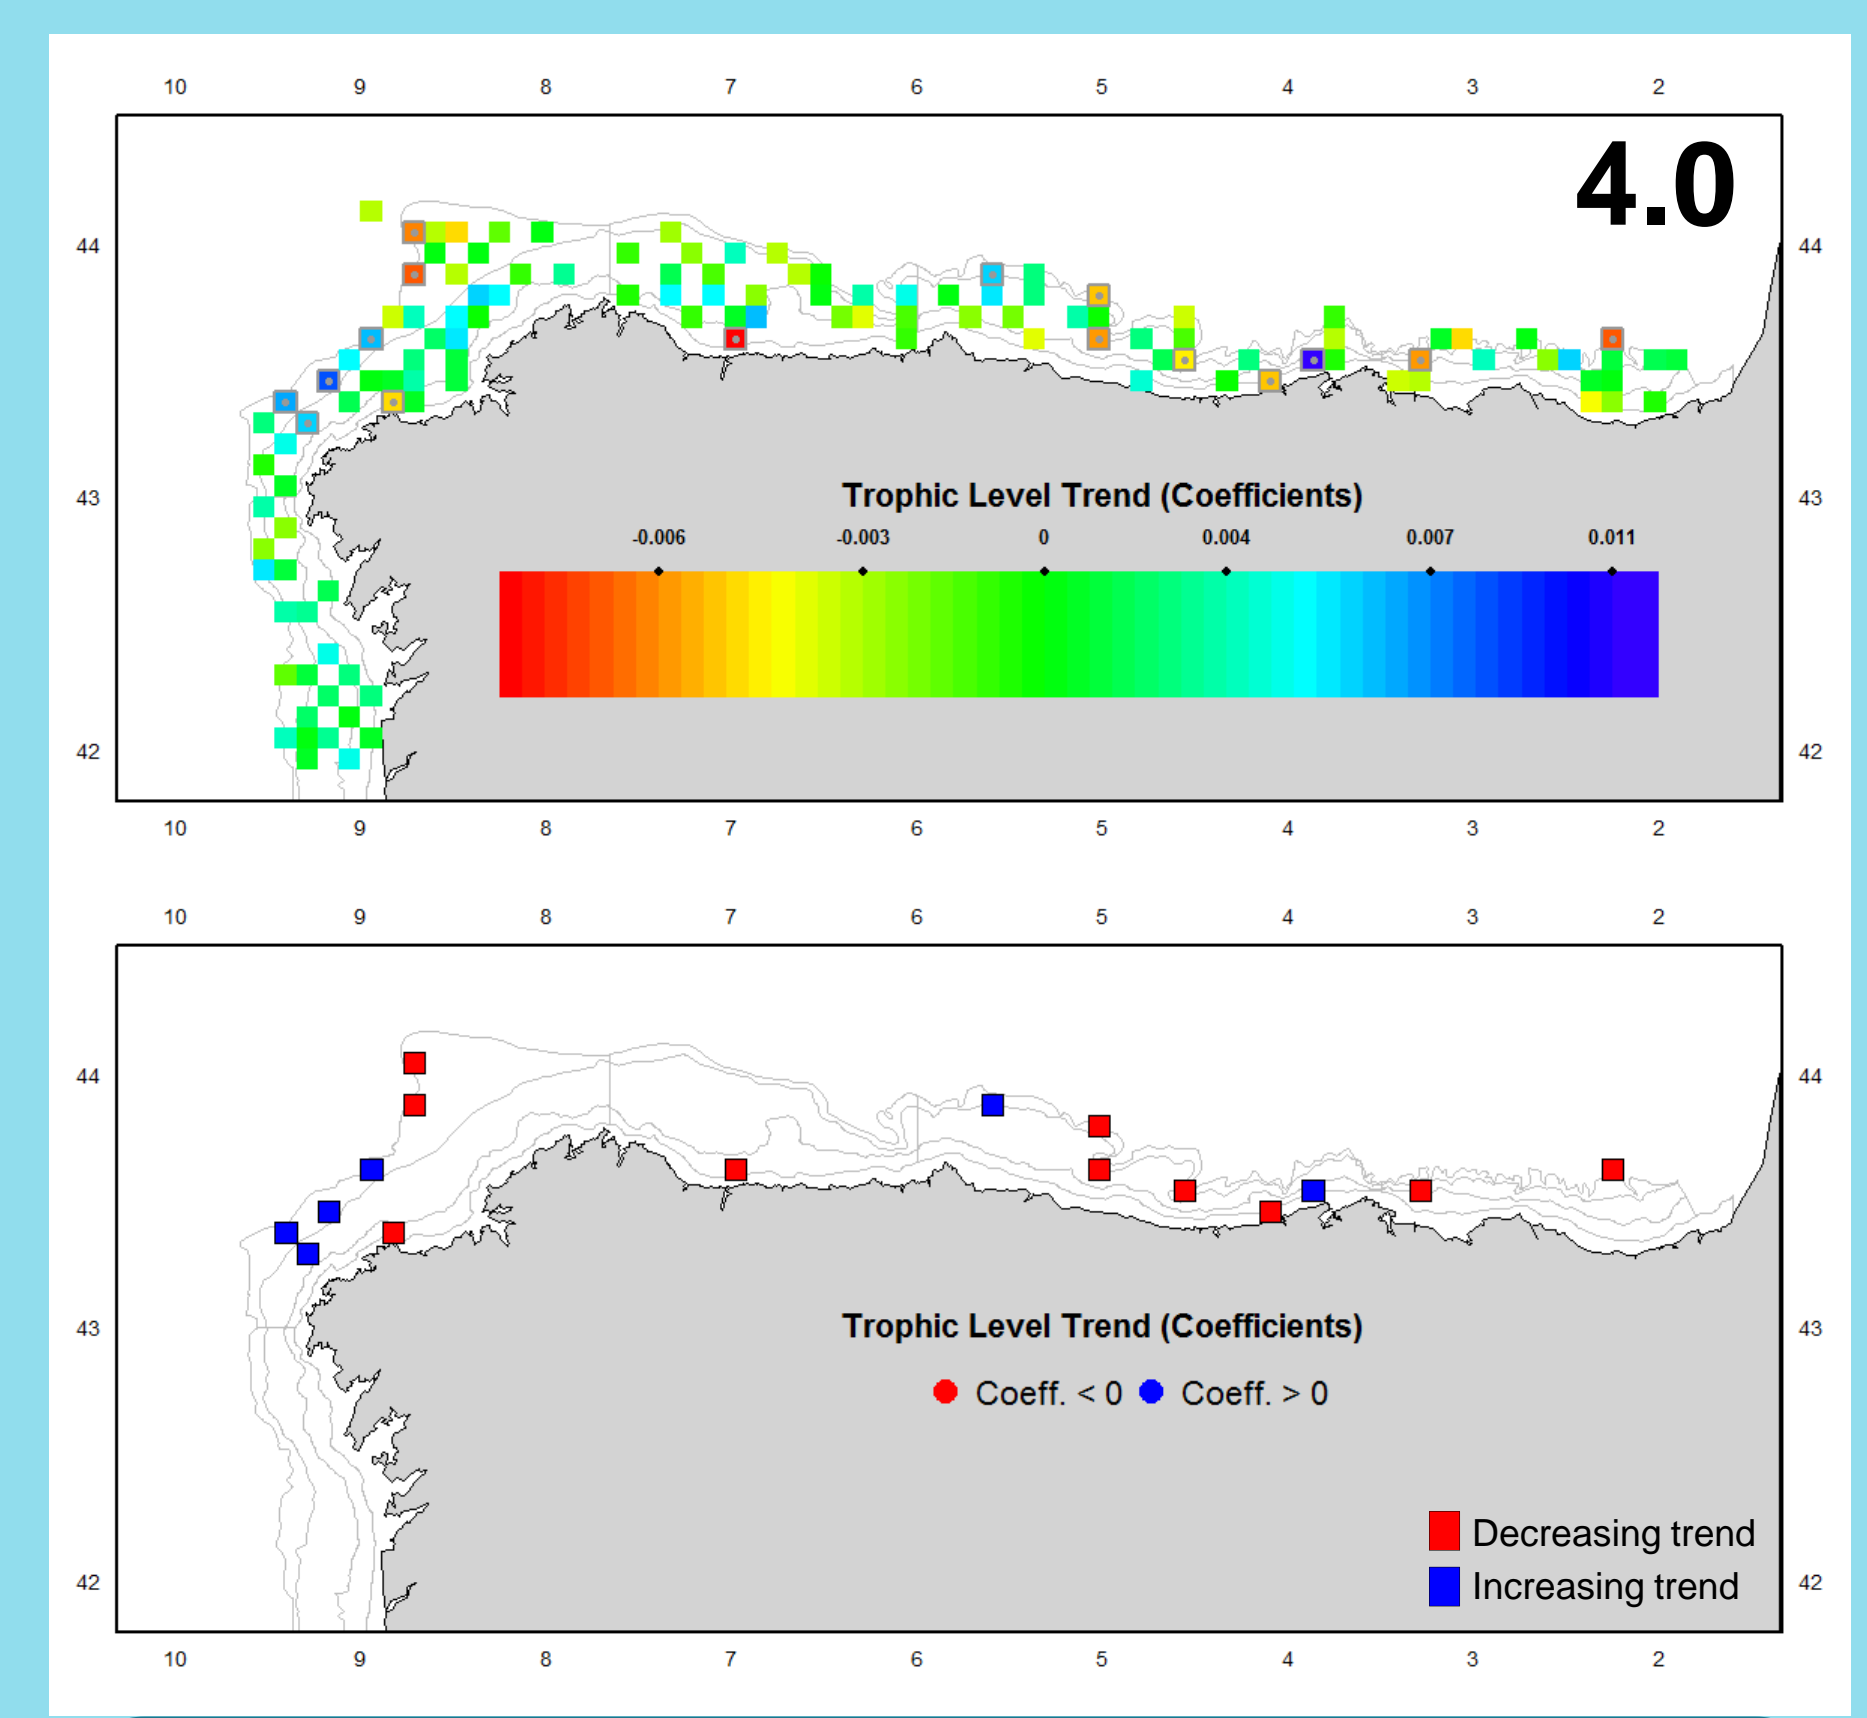 10 9 8 7 6 5 4 3 2
4.0
44 44
43 43
Trophic Level Trend (Coefficients)
-0.006 -0.003 0 0.004 0.007 0.011
42 42
10 9 8 7 6 5 4 3 2
10 9 8 7 6 5 4 3 2
44 44
43 43
Trophic Level Trend (Coefficients)
Coeff. < 0 Coeff. > 0
Decreasing trend
42 42
Increasing trend
10 9 8 7 6 5 4 3 2